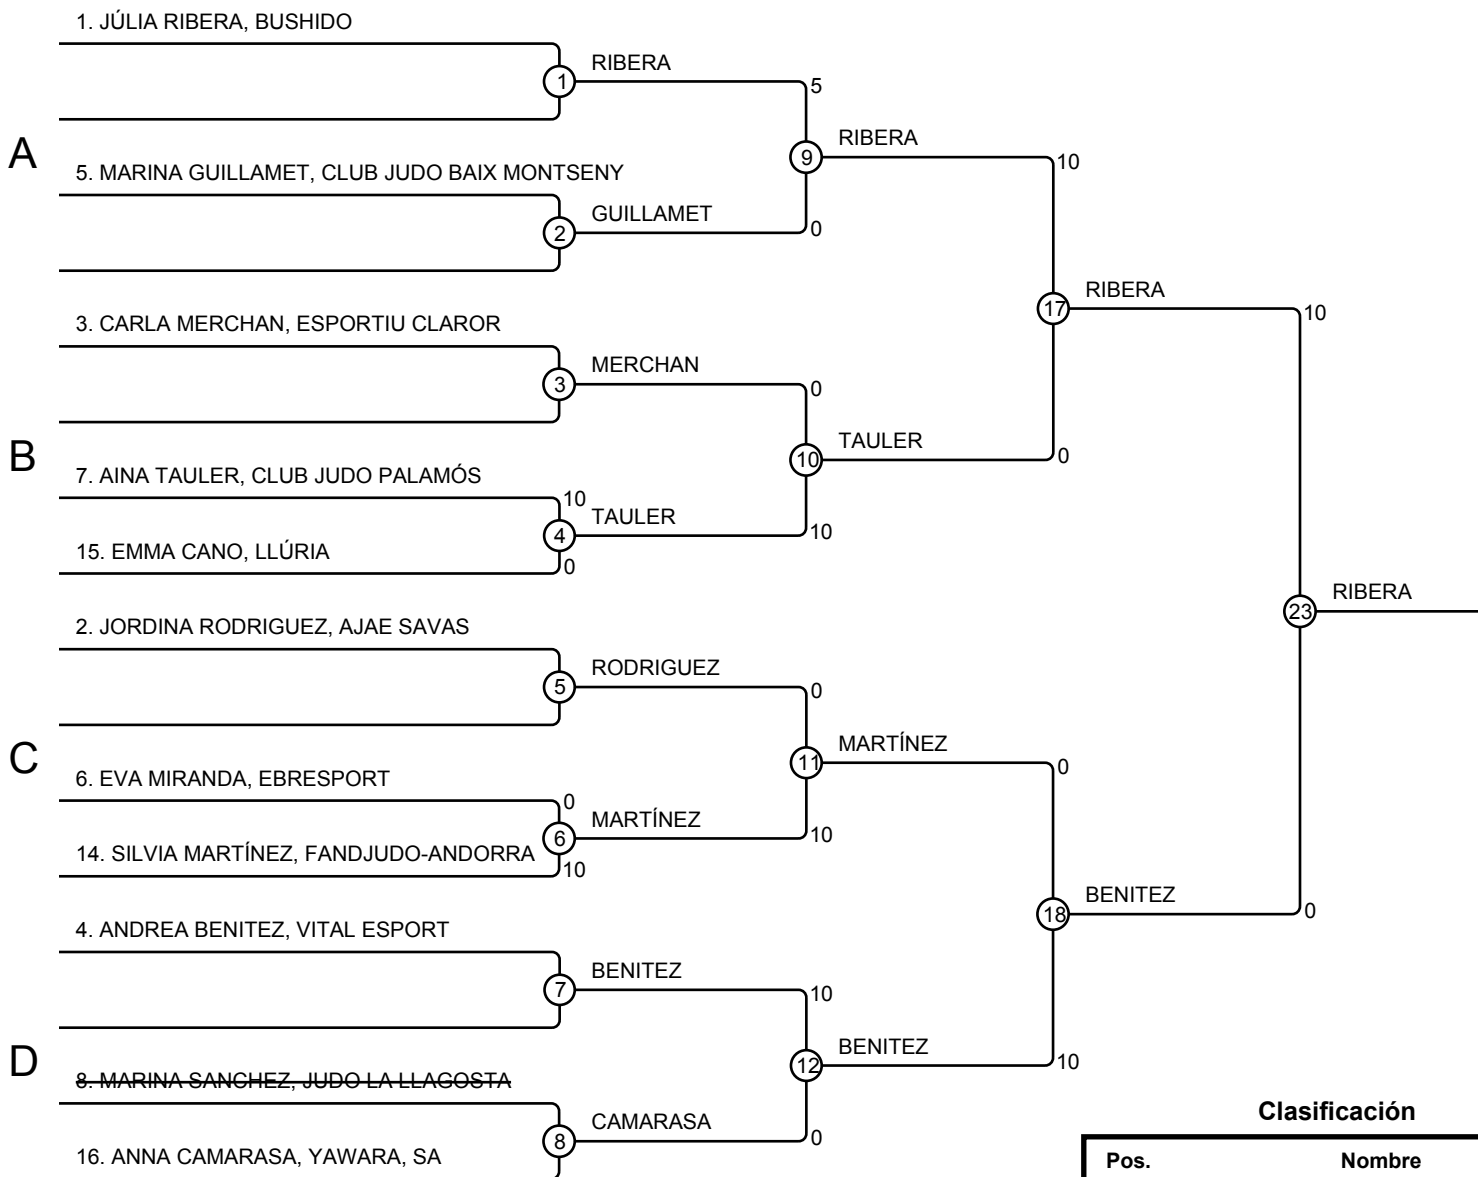 1. JÚLIA RIBERA, BUSHIDO
1
RIBERA
5
A
9
RIBERA
10
5. MARINA GUILLAMET, CLUB JUDO BAIX MONTSENY
2
GUILLAMET
0
17
RIBERA
10
3. CARLA MERCHAN, ESPORTIU CLAROR
3
MERCHAN
0
B
10
TAULER
0
7. AINA TAULER, CLUB JUDO PALAMÓS
10
4
TAULER
10
15. EMMA CANO, LLÚRIA
0
23
RIBERA
2. JORDINA RODRIGUEZ, AJAE SAVAS
5
RODRIGUEZ
0
C
11
MARTÍNEZ
0
6. EVA MIRANDA, EBRESPORT
0
6
MARTÍNEZ
10
14. SILVIA MARTÍNEZ, FANDJUDO-ANDORRA
10
18
BENITEZ
0
4. ANDREA BENITEZ, VITAL ESPORT
7
BENITEZ
10
D
12
BENITEZ
10
8. MARINA SANCHEZ, JUDO LA LLAGOSTA
8
CAMARASA
0
16. ANNA CAMARASA, YAWARA, SA
Clasificación
Pos. Nombre